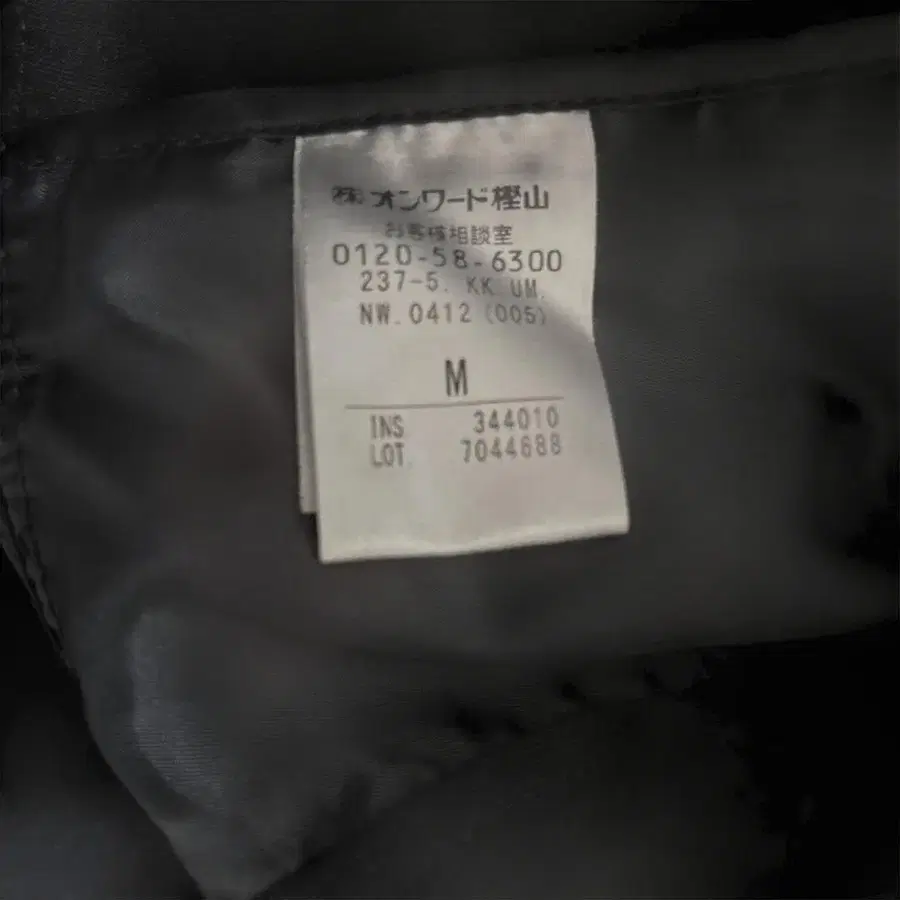 ㈱オンワード樫山
お客様相談室
0120-58-6300
237-5. KK UM.
NW. 0412 (005)
M
INS 344010
LOT 7044688